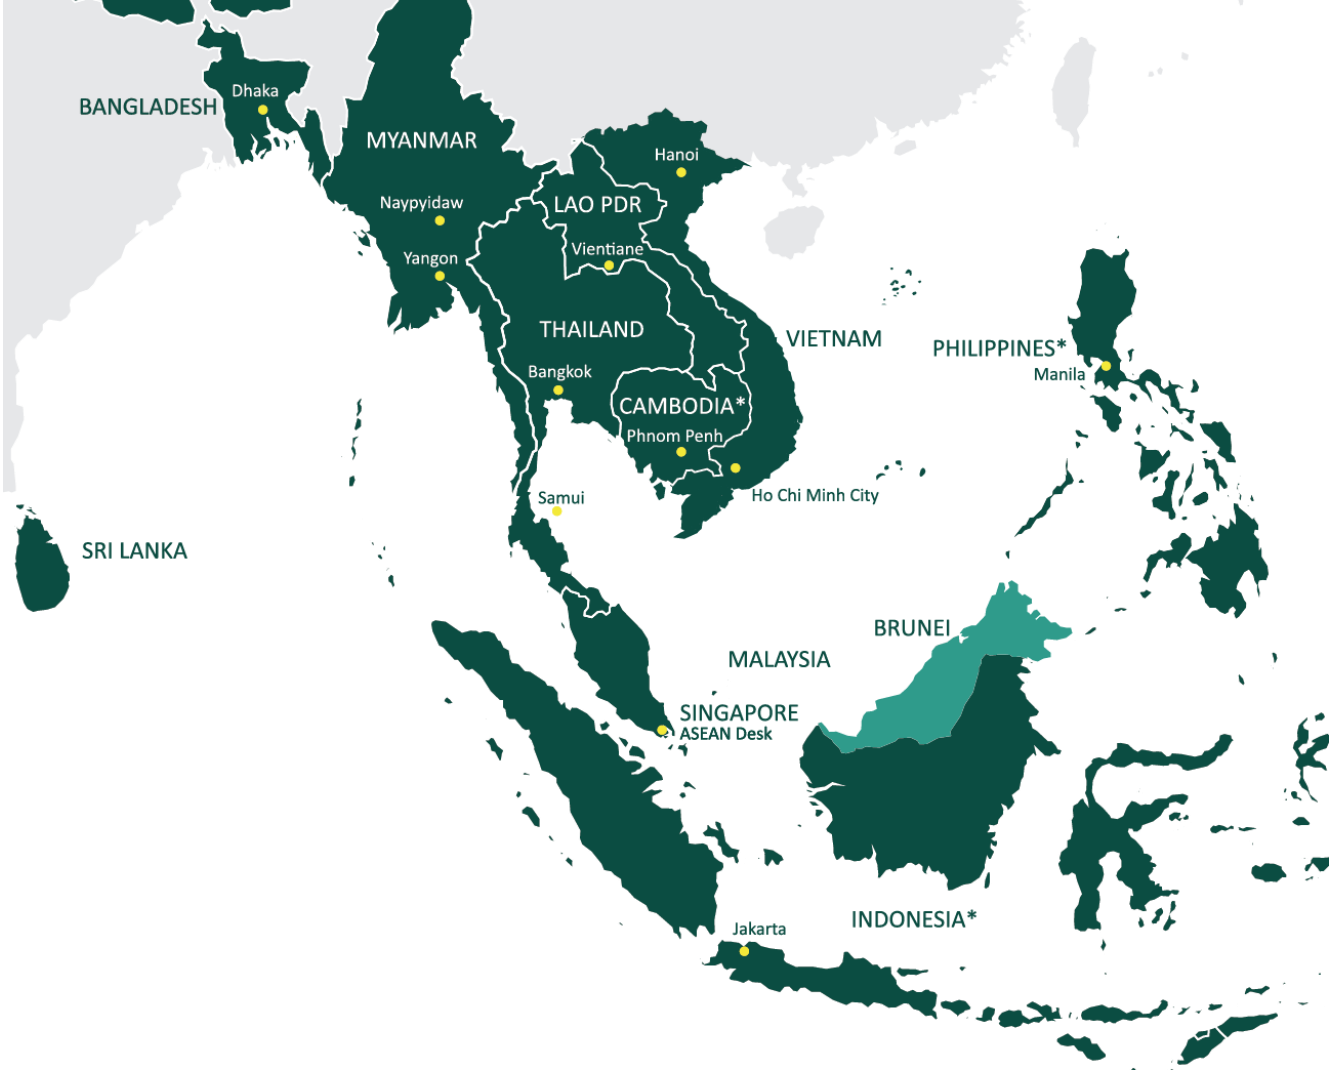 Dhaka
BANGLADESH
MYANMAR
Hanoi
Naypyidaw
LAO PDR
Vientiane
Yangon
THAILAND
VIETNAM
PHILIPPINES*
Manila
Bangkok
CAMBODIA*
Phnom Penh
Ho Chi Minh City
Samui
SRI LANKA
BRUNEI
MALAYSIA
SINGAPORE
ASEAN Desk
INDONESIA*
Jakarta